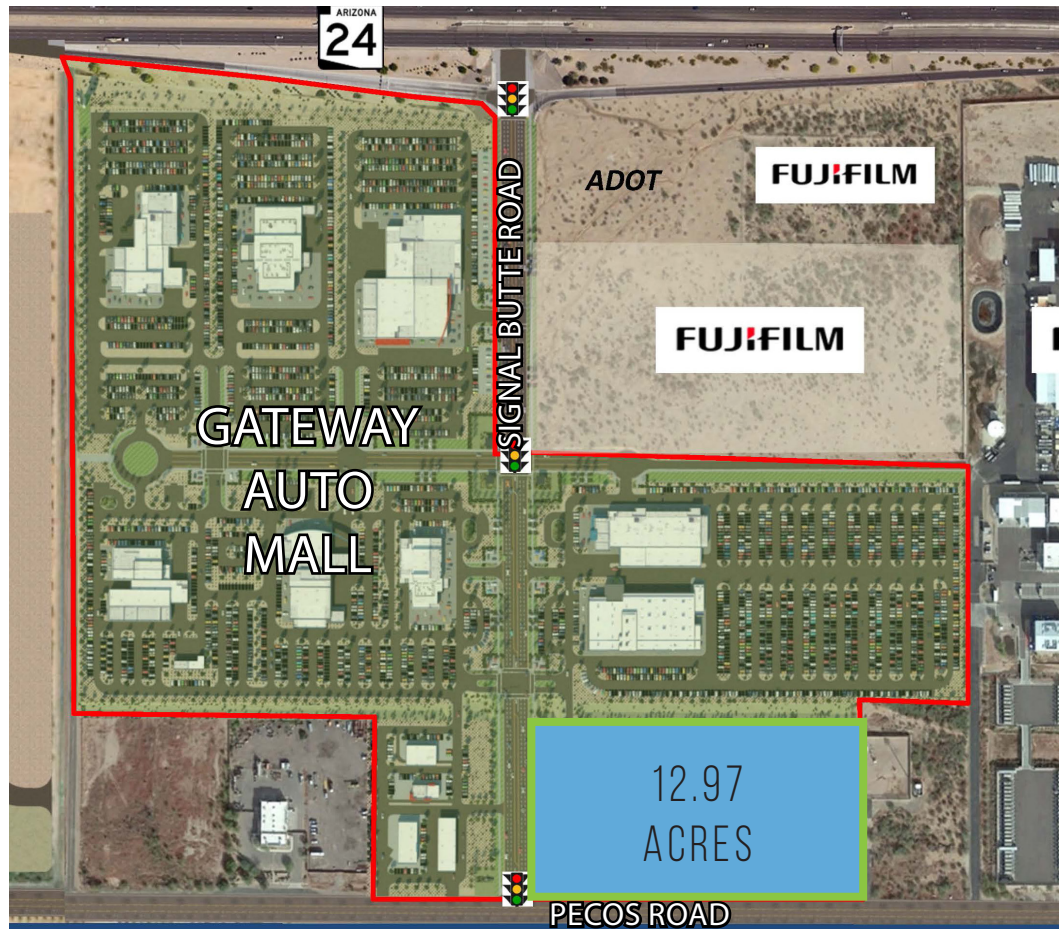 ARIZONA
24
ADOT
FUJIFILM
SIGNAL BUTTE ROAD
FUJIFILM
GATEWAY
AUTO
MALL
12.97
ACRES
PECOS ROAD